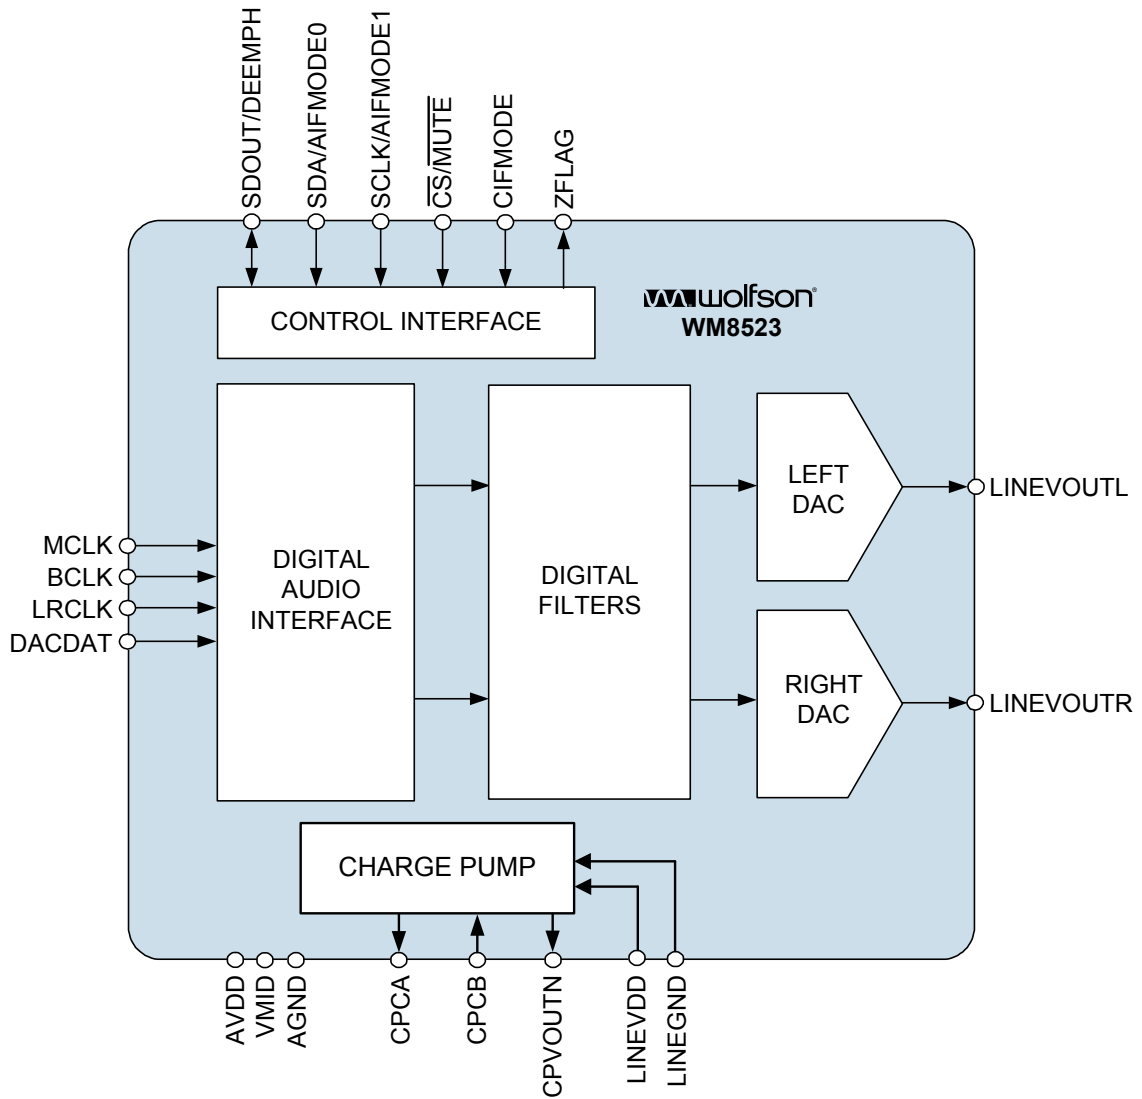 SDOUT/DEEMPH
SDA/AIFMODE0
SCLK/AIFMODE1
CS/MUTE
CIFMODE
ZFLAG
CONTROL INTERFACE
wolfson®
WM8523
MCLK
BCLK
LRCLK
DACDAT
DIGITAL
AUDIO
INTERFACE
DIGITAL
FILTERS
LEFT
DAC
RIGHT
DAC
LINEVOUTL
LINEVOUTR
CHARGE PUMP
AVDD
VMID
AGND
CPCA
CPCB
CPVOUTN
LINEVDD
LINEGND